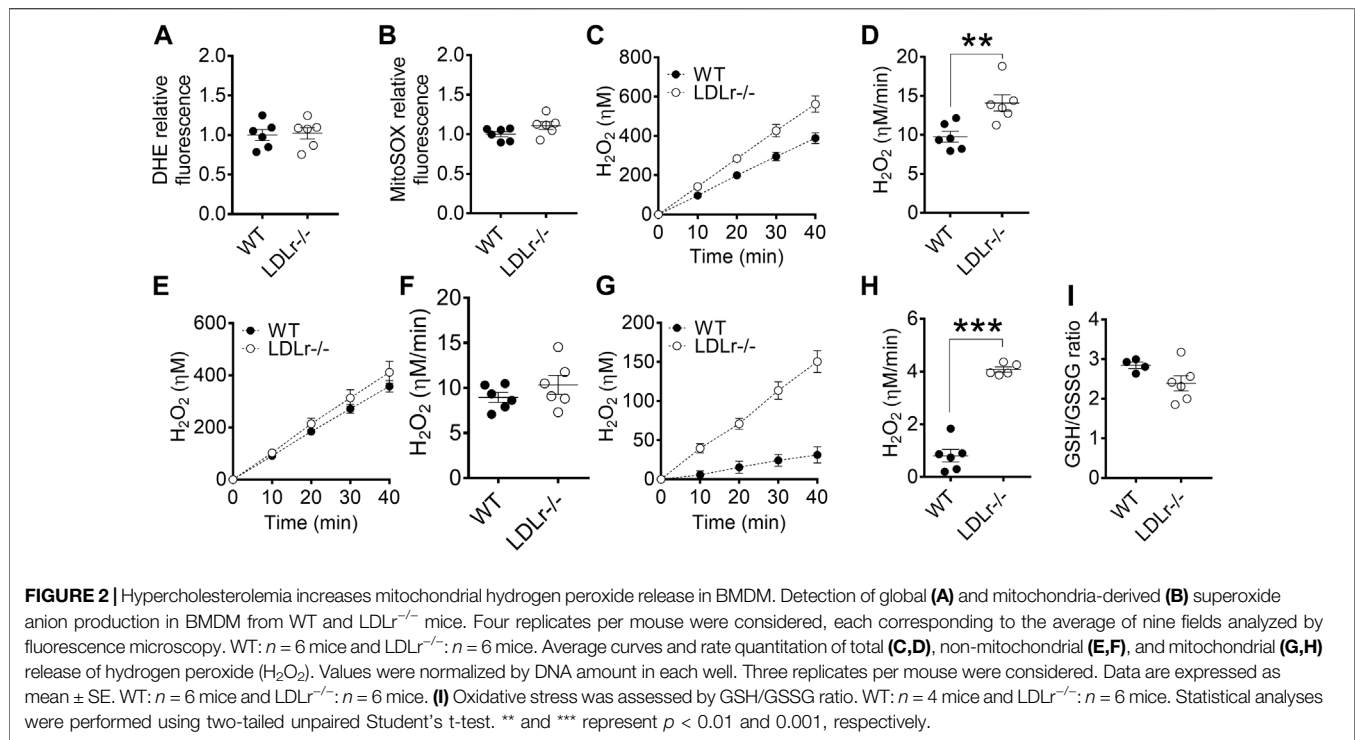 A
DHE relative
fluorescence
2.0
1.5
1.0
0.5
0.0
WT
LDLr-/-
B
MitoSOX relative
fluorescence
2.0
1.5
1.0
0.5
0.0
WT
LDLr-/-
C
H₂O₂ (ηM)
800
600
400
200
0
WT
LDLr-/-
0 10 20 30 40
Time (min)
D
H₂O₂ (ηM/min)
20
15
10
5
0
**
WT
LDLr-/-
E
H₂O₂ (ηM)
600
400
200
0
WT
LDLr-/-
0 10 20 30 40
Time (min)
F
H₂O₂ (ηM/min)
20
15
10
5
0
WT
LDLr-/-
G
H₂O₂ (ηM)
200
150
100
50
0
WT
LDLr-/-
0 10 20 30 40
Time (min)
H
H₂O₂ (ηM/min)
6
4
2
0
***
WT
LDLr-/-
I
GSH/GSSG ratio
4
3
2
1
0
WT
LDLr-/-
FIGURE 2 | Hypercholesterolemia increases mitochondrial hydrogen peroxide release in BMDM. Detection of global (A) and mitochondria-derived (B) superoxide
anion production in BMDM from WT and LDLr⁻/⁻ mice. Four replicates per mouse were considered, each corresponding to the average of nine fields analyzed by
fluorescence microscopy. WT: n = 6 mice and LDLr⁻/⁻: n = 6 mice. Average curves and rate quantitation of total (C,D), non-mitochondrial (E,F), and mitochondrial (G,H)
release of hydrogen peroxide (H₂O₂). Values were normalized by DNA amount in each well. Three replicates per mouse were considered. Data are expressed as
mean ± SE. WT: n = 6 mice and LDLr⁻/⁻: n = 6 mice. (I) Oxidative stress was assessed by GSH/GSSG ratio. WT: n = 4 mice and LDLr⁻/⁻: n = 6 mice. Statistical analyses
were performed using two-tailed unpaired Student's t-test. ** and *** represent p < 0.01 and 0.001, respectively.